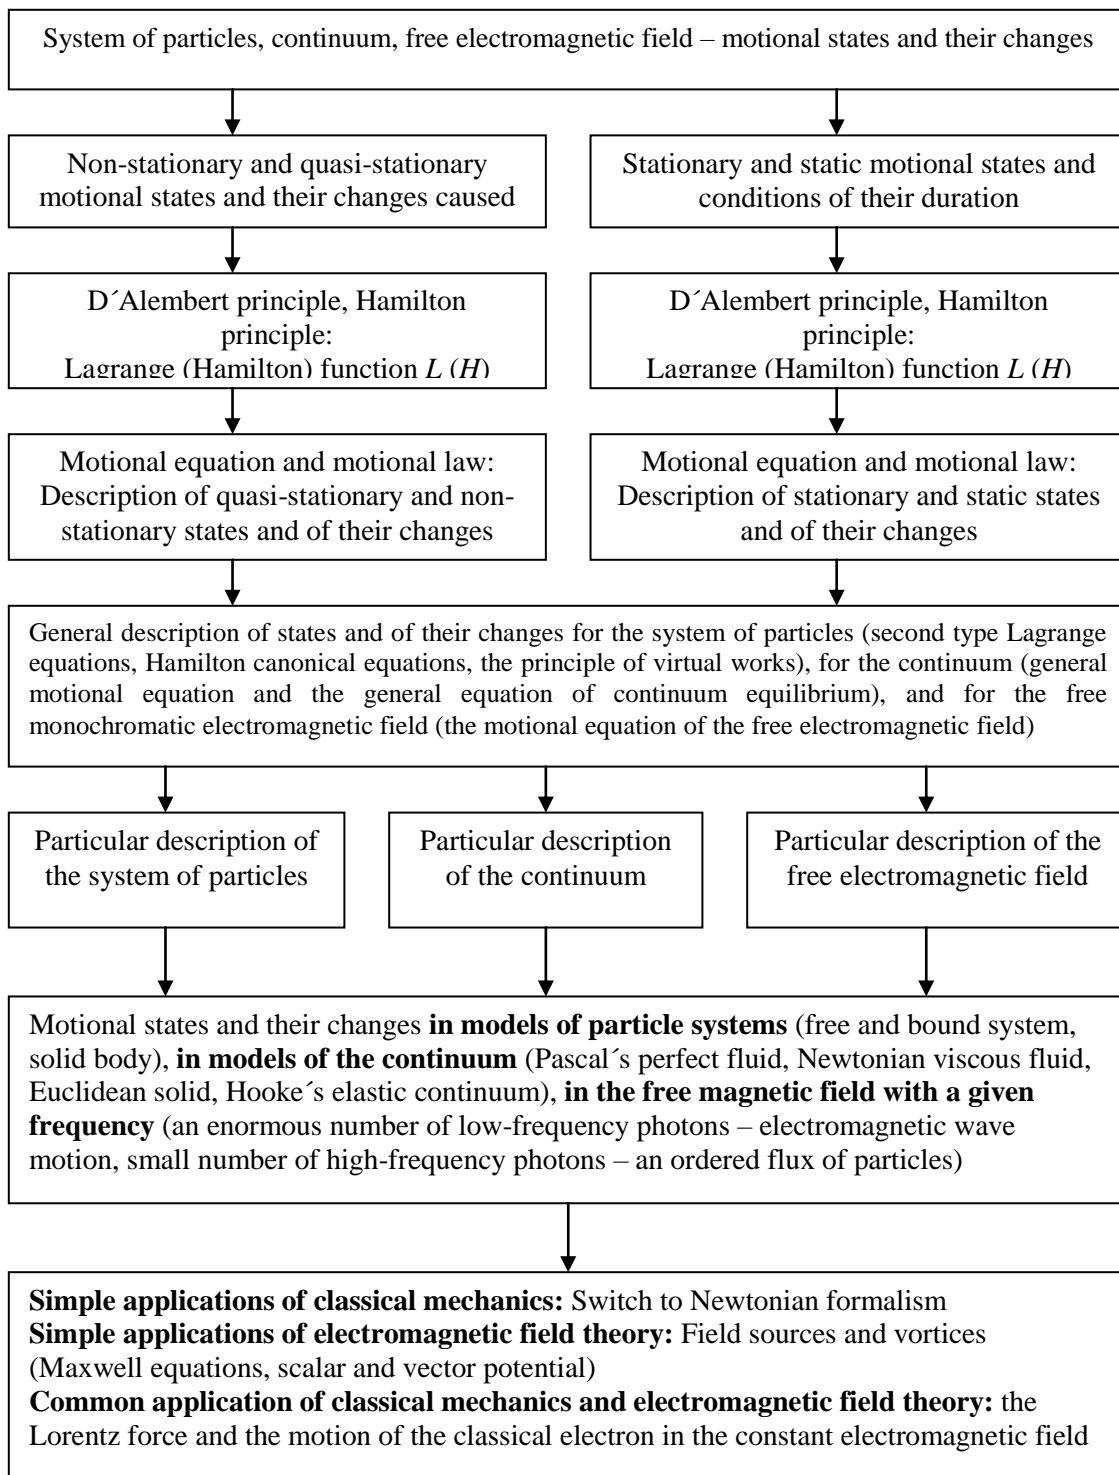 System of particles, continuum, free electromagnetic field – motional states and their changes
Non-stationary and quasi-stationary
motional states and their changes caused
Stationary and static motional states and
conditions of their duration
D´Alembert principle, Hamilton
principle:
Lagrange (Hamilton) function L (H)
D´Alembert principle, Hamilton
principle:
Lagrange (Hamilton) function L (H)
Motional equation and motional law:
Description of quasi-stationary and non-
stationary states and of their changes
Motional equation and motional law:
Description of stationary and static states
and of their changes
General description of states and of their changes for the system of particles (second type Lagrange
equations, Hamilton canonical equations, the principle of virtual works), for the continuum (general
motional equation and the general equation of continuum equilibrium), and for the free
monochromatic electromagnetic field (the motional equation of the free electromagnetic field)
Particular description of
the system of particles
Particular description
of the continuum
Particular description of the
free electromagnetic field
Motional states and their changes in models of particle systems (free and bound system,
solid body), in models of the continuum (Pascal´s perfect fluid, Newtonian viscous fluid,
Euclidean solid, Hooke´s elastic continuum), in the free magnetic field with a given
frequency (an enormous number of low-frequency photons – electromagnetic wave
motion, small number of high-frequency photons – an ordered flux of particles)
Simple applications of classical mechanics: Switch to Newtonian formalism
Simple applications of electromagnetic field theory: Field sources and vortices
(Maxwell equations, scalar and vector potential)
Common application of classical mechanics and electromagnetic field theory: the
Lorentz force and the motion of the classical electron in the constant electromagnetic field